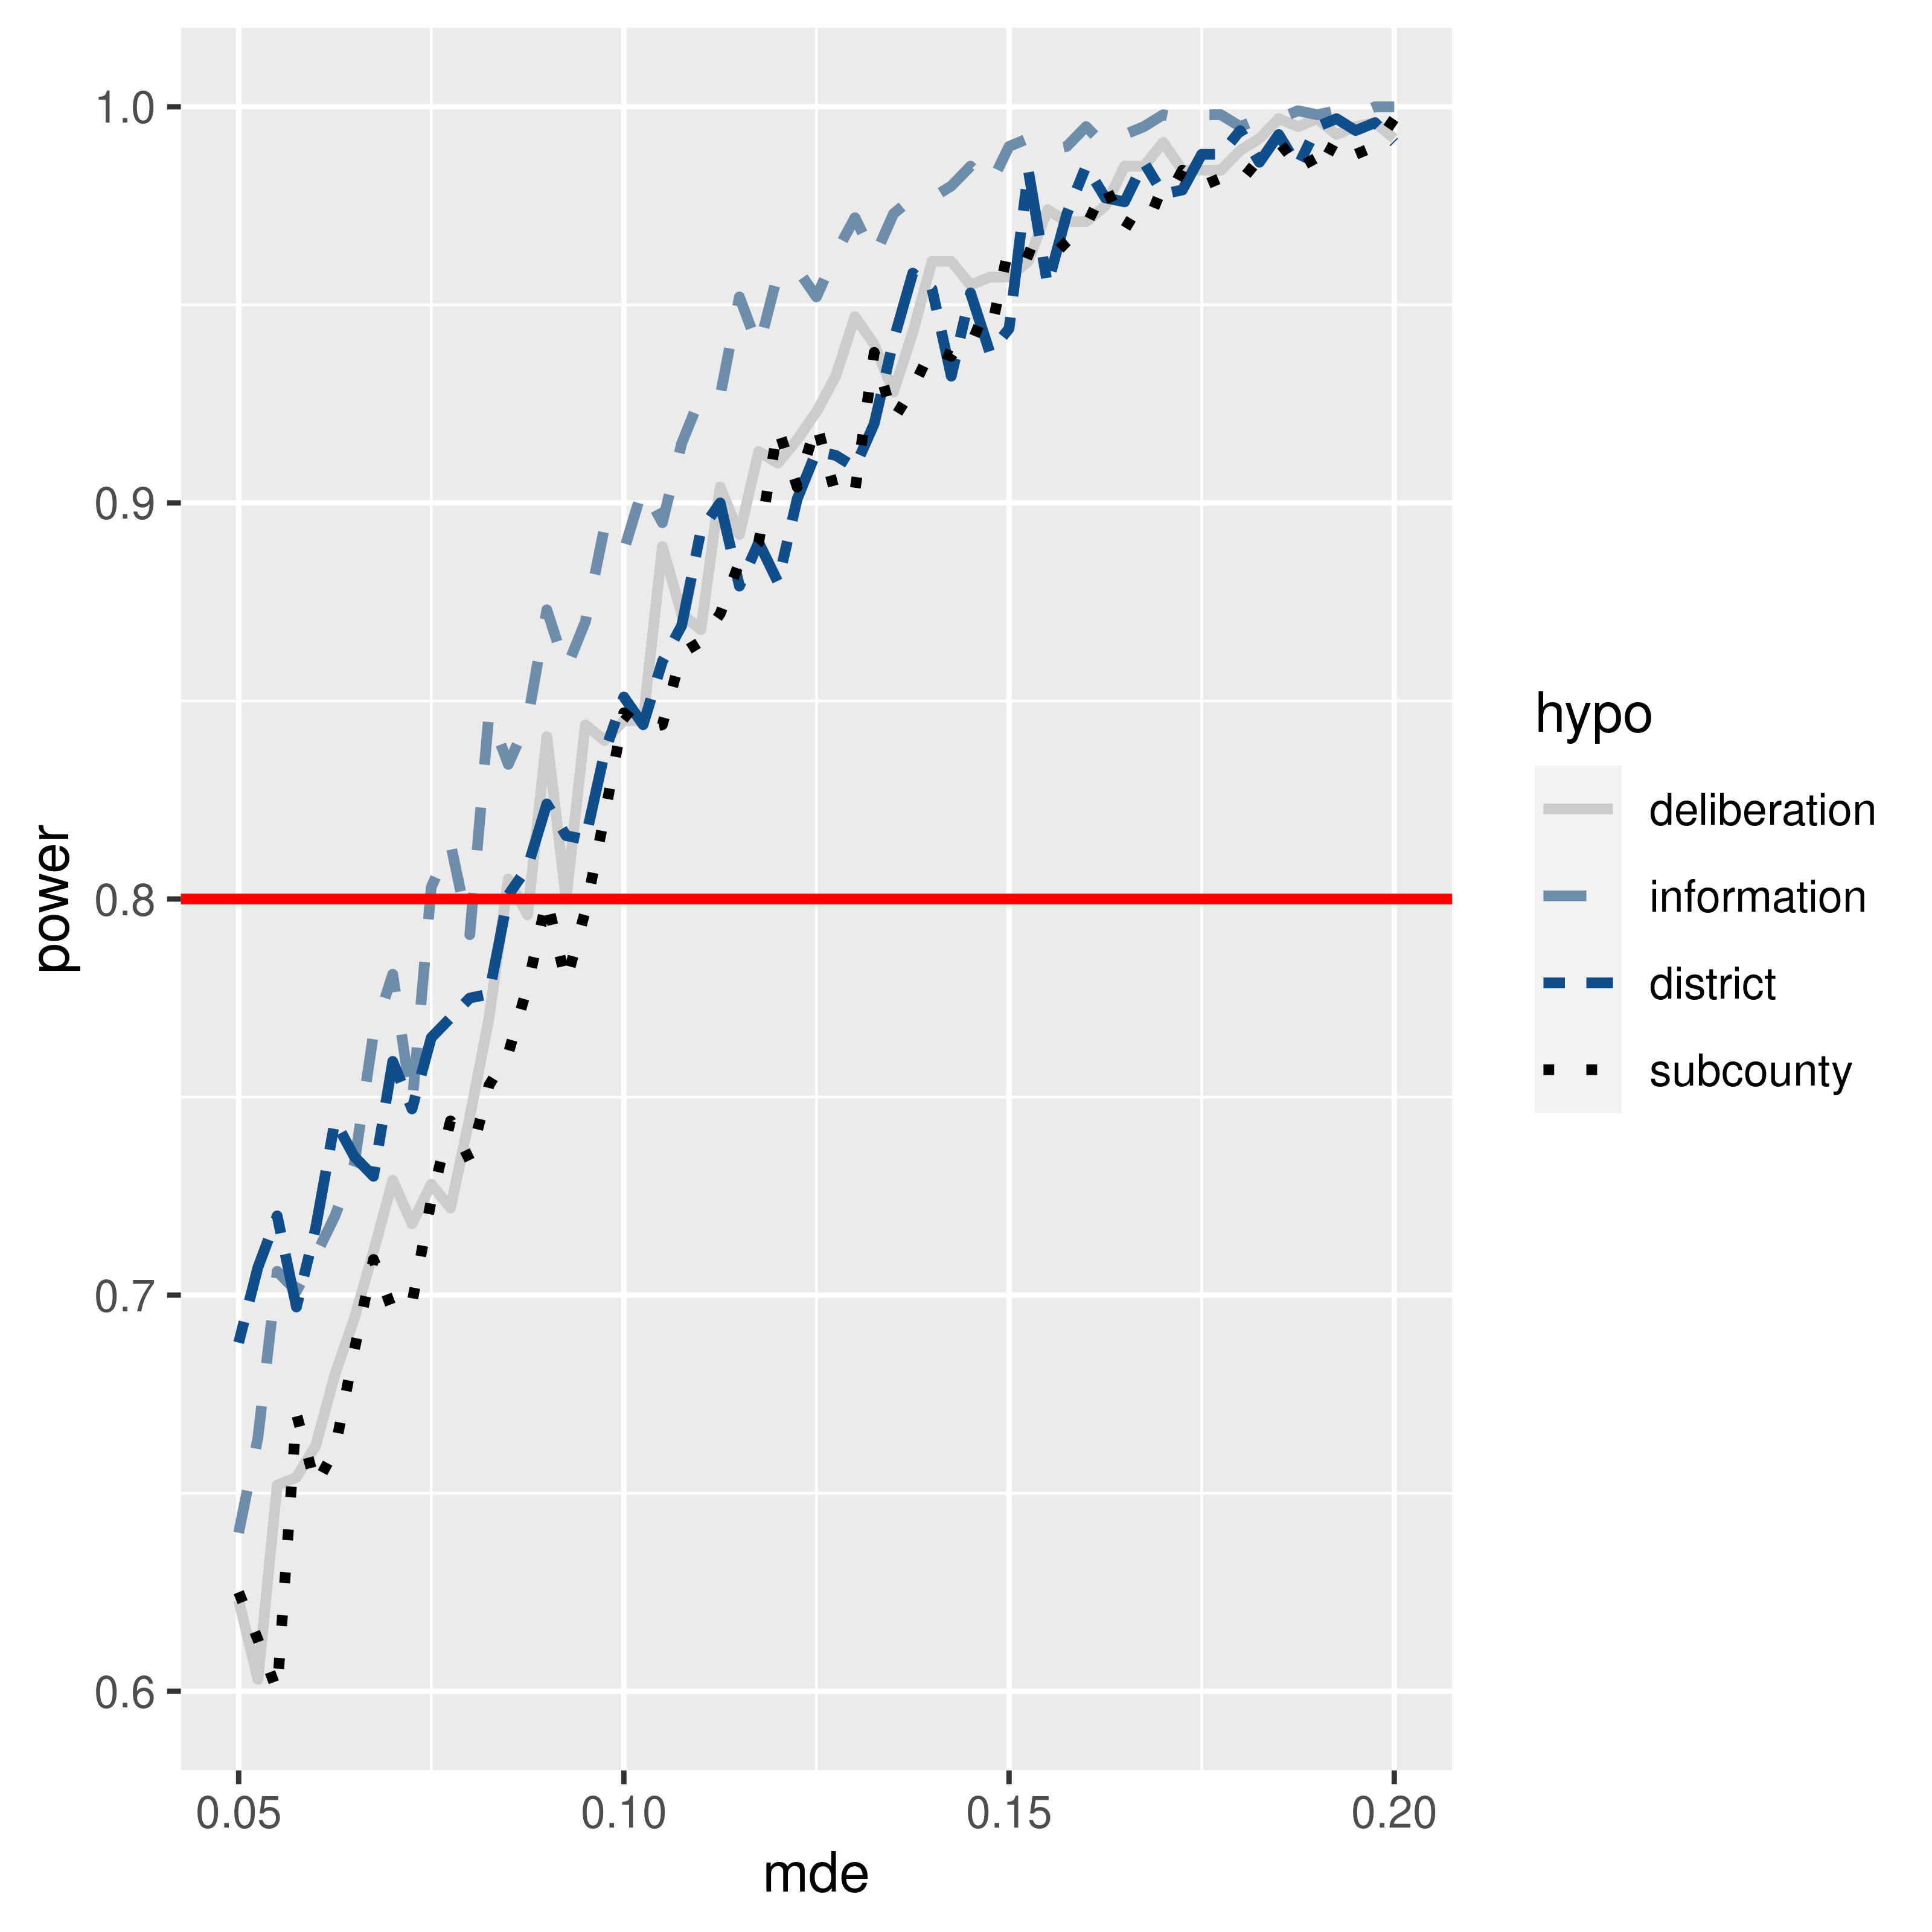 power
1.0
0.9
0.8
0.7
0.6
0.05 0.10 0.15 0.20
mde
hypo
deliberation
information
district
subcounty